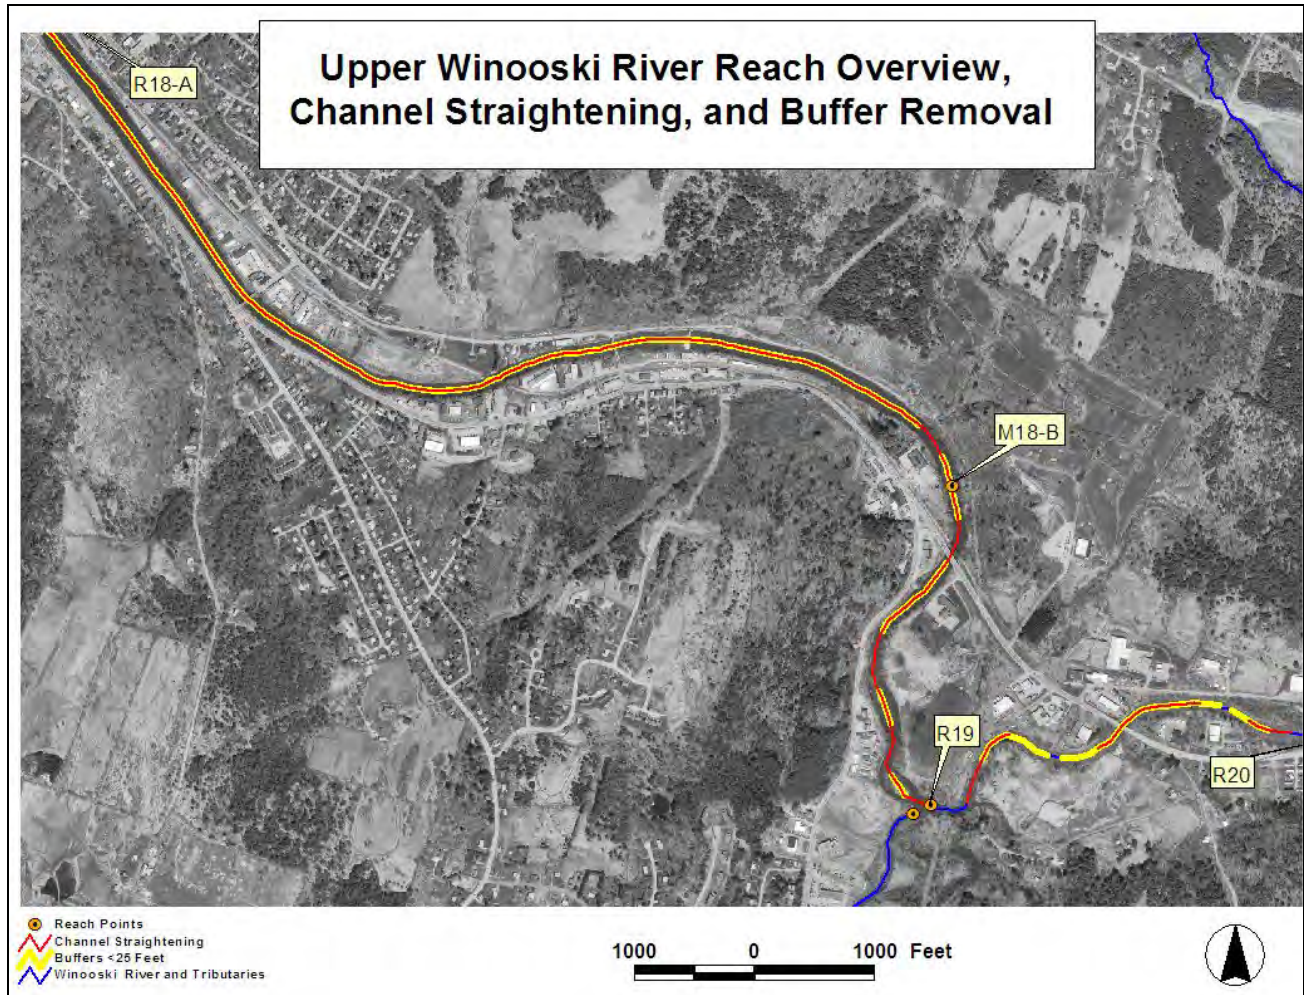 Upper Winooski River Reach Overview,
Channel Straightening, and Buffer Removal
R18-A
M18-B
R19
R20
Reach Points
Channel Straightening
Buffers <25 Feet
Winooski River and Tributaries
1000 0 1000 Feet